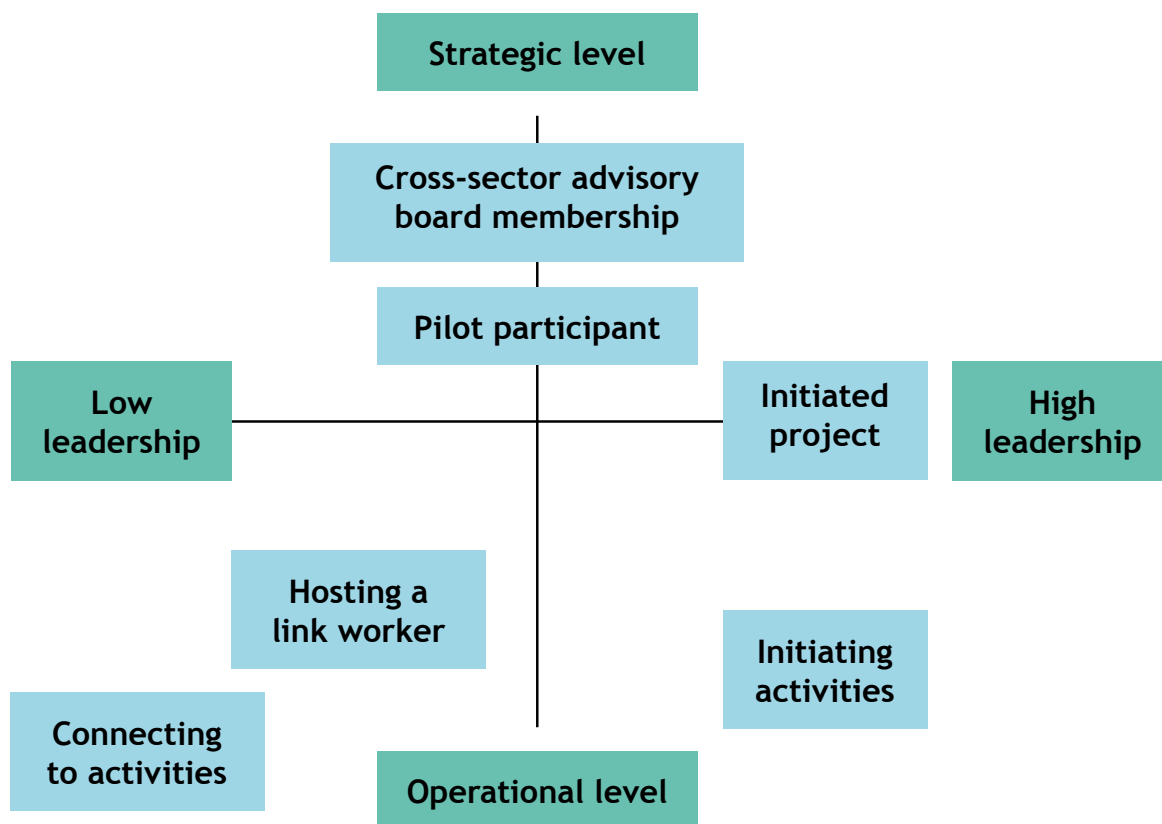 Strategic level
Cross-sector advisory
board membership
Pilot participant
Low
leadership
Initiated
project
High
leadership
Hosting a
link worker
Initiating
activities
Connecting
to activities
Operational level